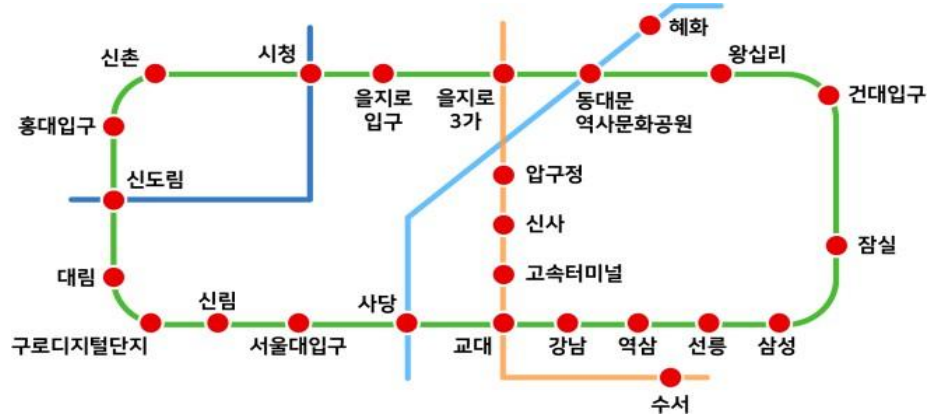 혜화
신촌
시청
왕십리
을지로
입구
을지로
3가
동대문
역사문화공원
건대입구
홍대입구
압구정
신도림
신사
잠실
고속터미널
대림
신림
사당
구로디지털단지
서울대입구
교대
강남
역삼
선릉
삼성
수서